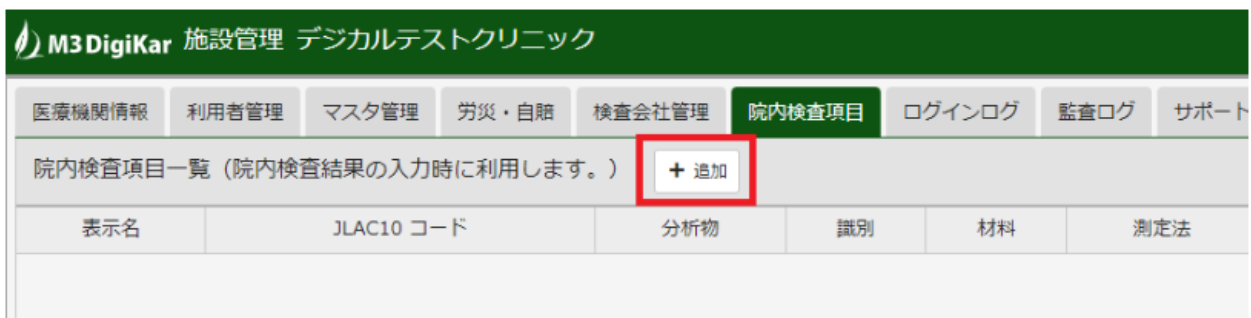 M3 DigiKar 施設管理 デジカルテストクリニック
医療機関情報 利用者管理 マスタ管理 労災・自賠 検査会社管理 院内検査項目 ログインログ 監査ログ サポート
院内検査項目一覧（院内検査結果の入力時に利用します。） + 追加
表示名 JLAC10 コード 分析物 識別 材料 測定法